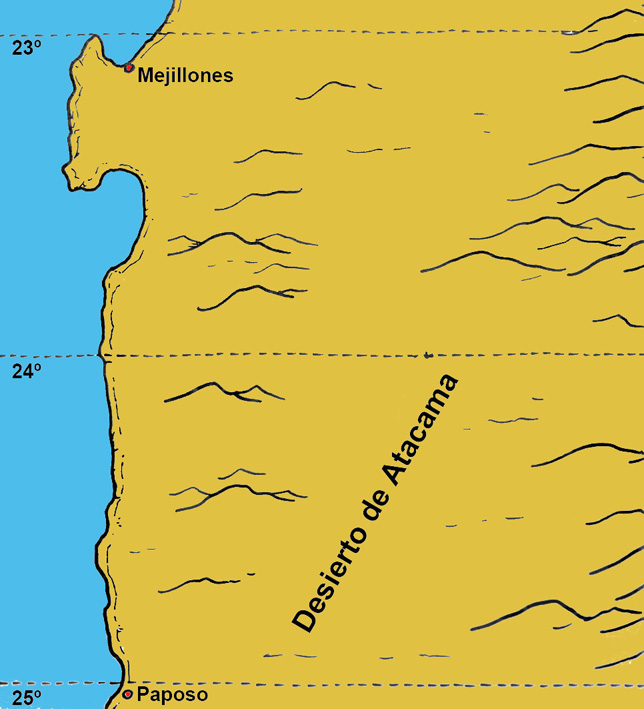 23º
Mejillones
24º
Desierto de Atacama
25º
Paposo